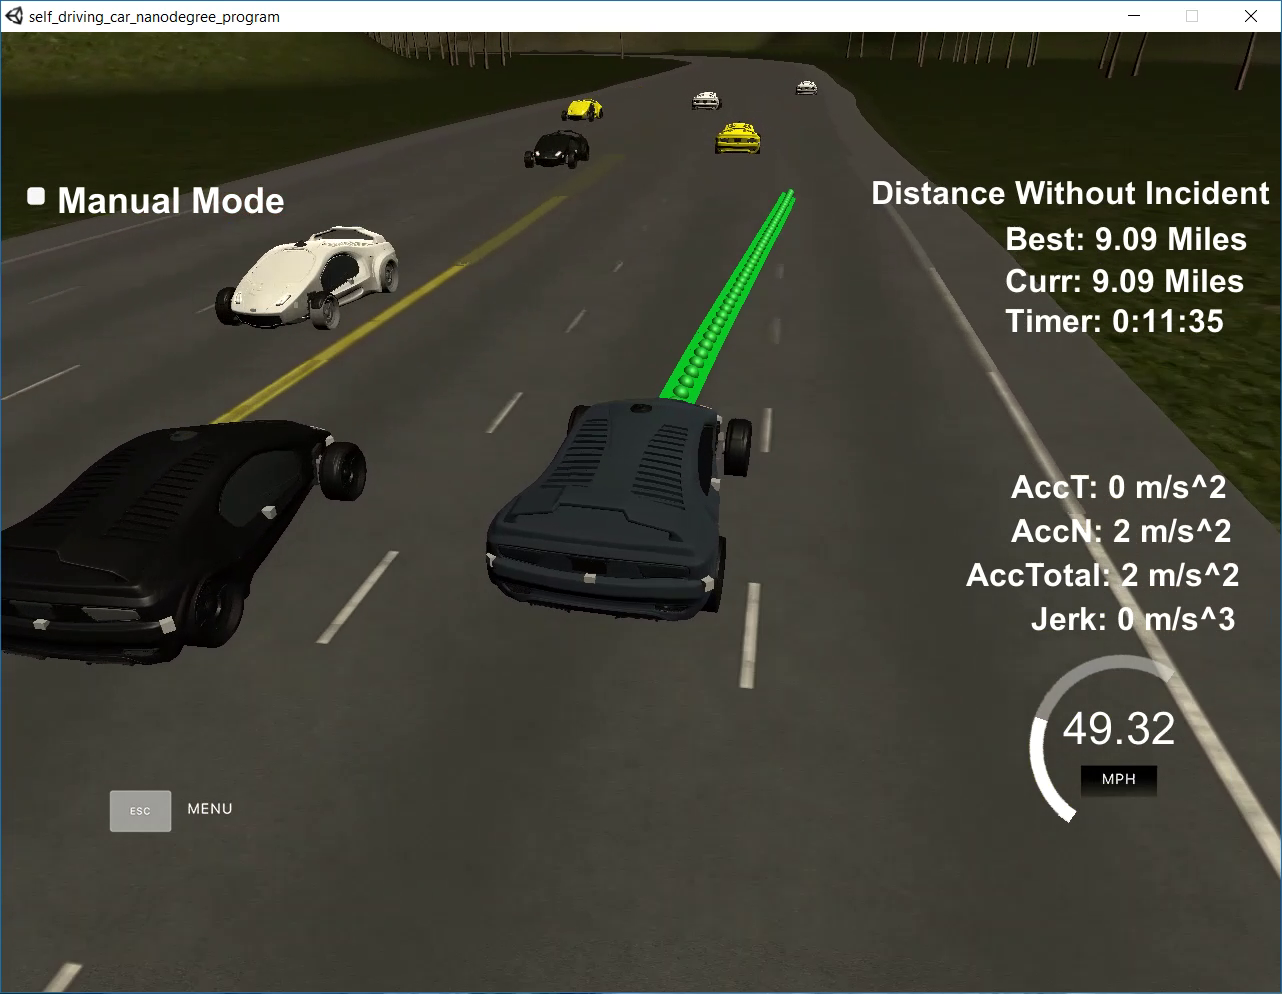 self_driving_car_nanodegree_program
Manual Mode
Distance Without Incident
Best: 9.09 Miles
Curr: 9.09 Miles
Timer: 0:11:35
AccT: 0 m/s^2
AccN: 2 m/s^2
AccTotal: 2 m/s^2
Jerk: 0 m/s^3
49.32
MPH
ESC MENU